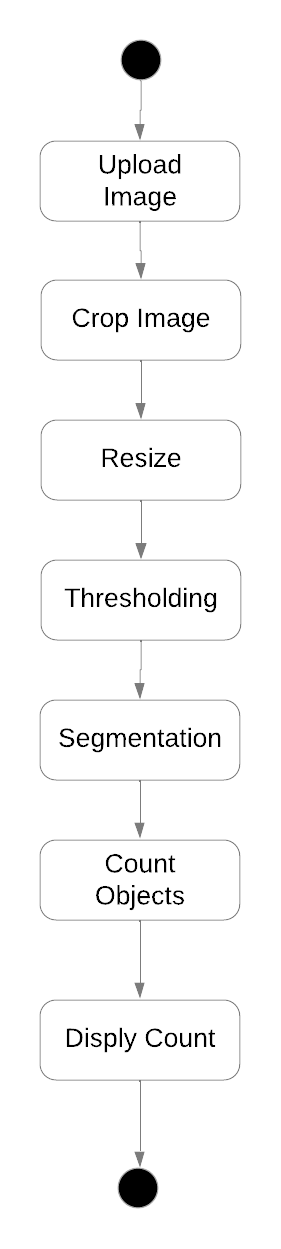 Upload
Image
Crop Image
Resize
Thresholding
Segmentation
Count
Objects
Disply Count